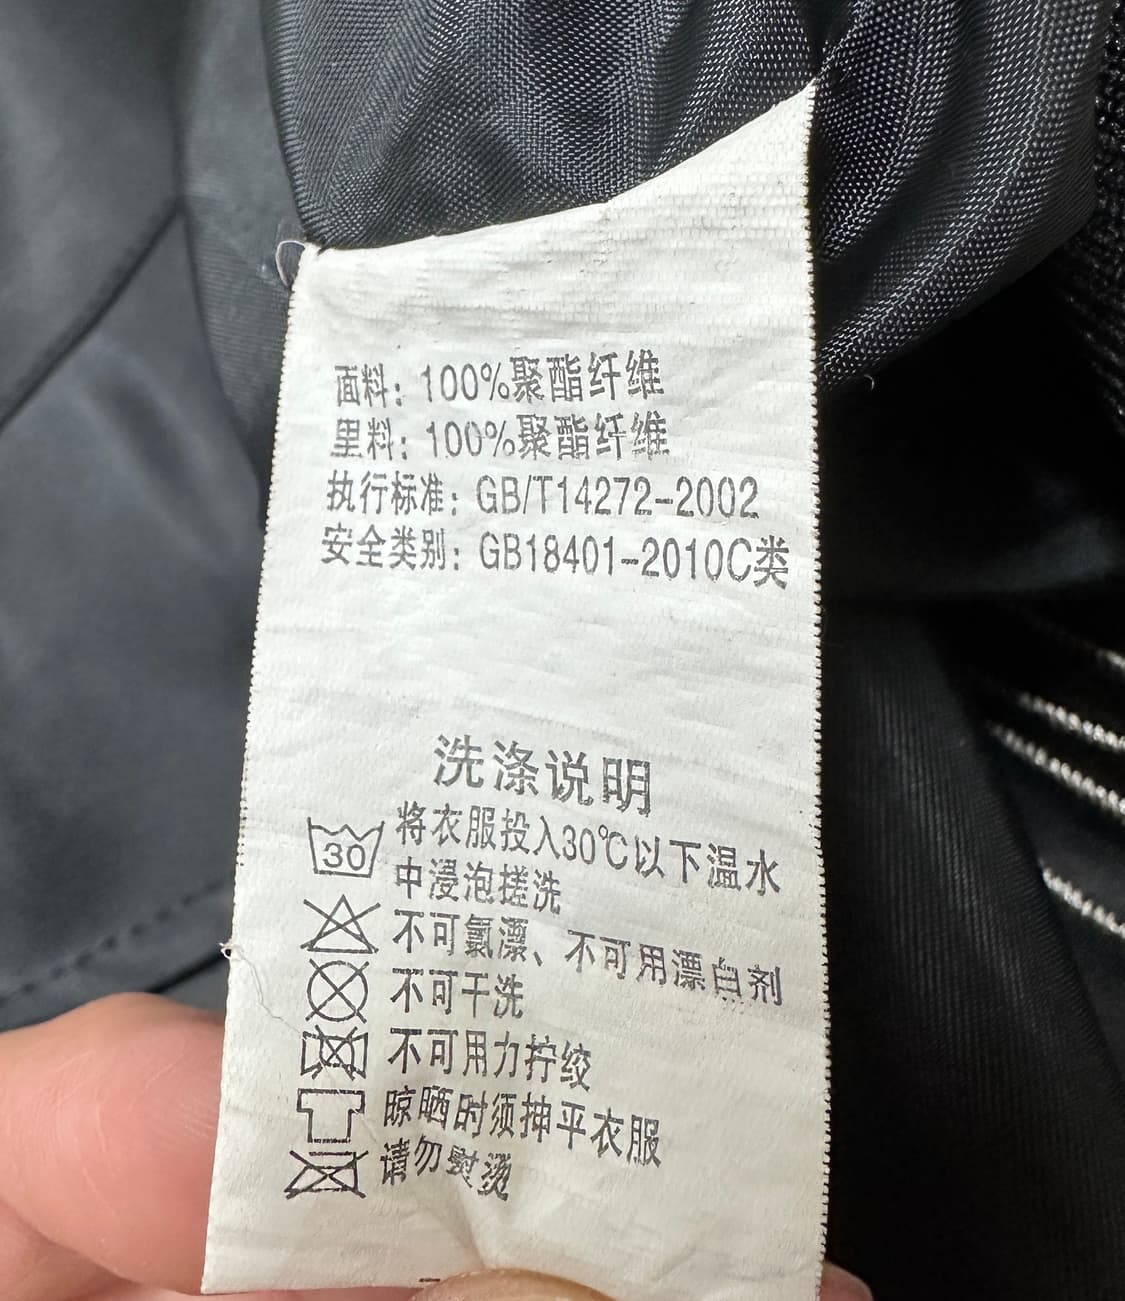 面料：100%聚酯纤维
里料：100%聚酯纤维
执行标准：GB/T14272-2002
安全类别：GB18401-2010C类
洗涤说明
30
将衣服投入30℃以下温水
中浸泡搓洗
不可氯漂、不可用漂白剂
不可干洗
不可用力拧绞
晾晒时须抻平衣服
请勿熨烫